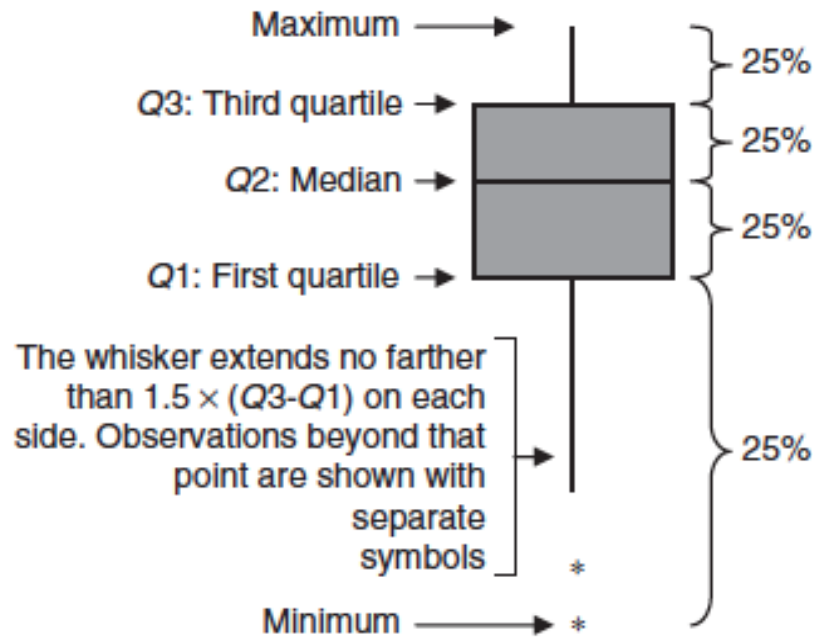 Maximum
25%
Q3: Third quartile
25%
Q2: Median
25%
Q1: First quartile
The whisker extends no farther
than 1.5 × (Q3-Q1) on each
side. Observations beyond that
point are shown with
separate
symbols
25%
*
Minimum
*